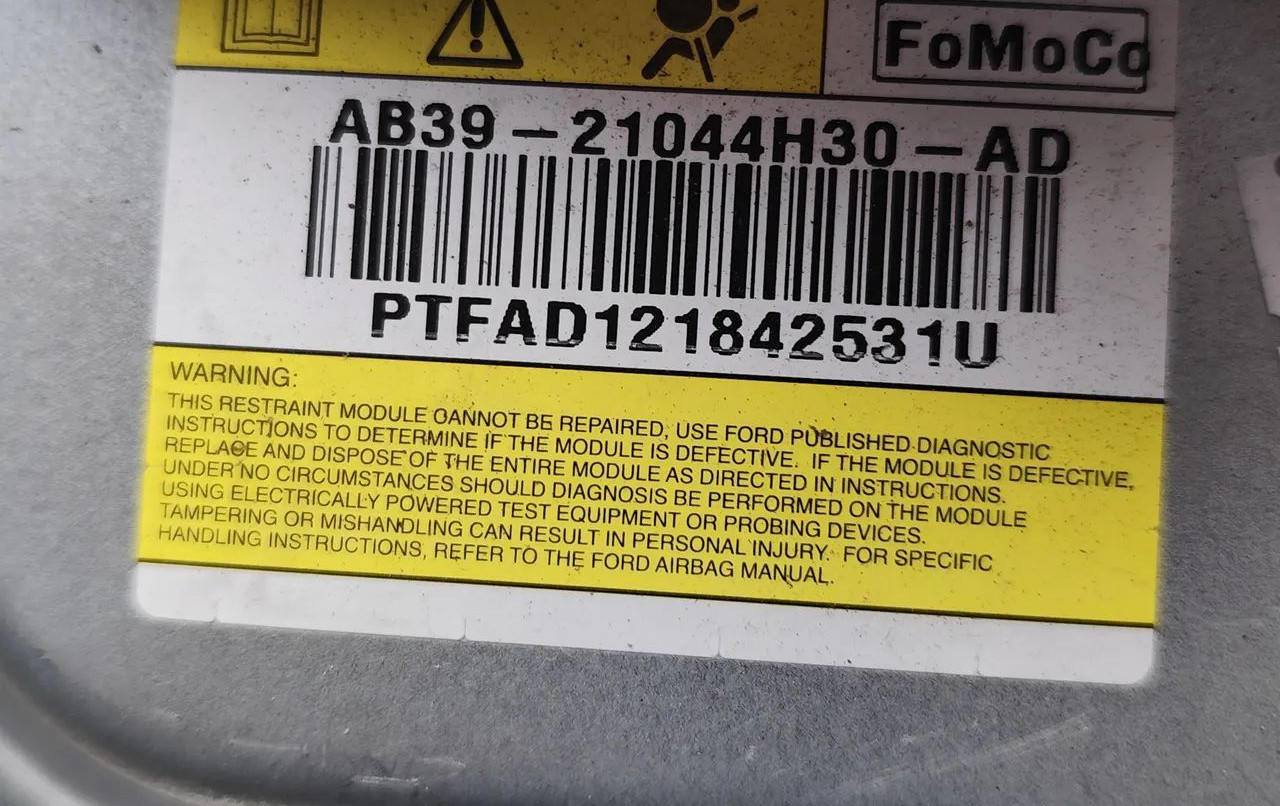 FoMoCo
AB39-21044H30-AD
PTFAD121842531U
WARNING:
THIS RESTRAINT MODULE CANNOT BE REPAIRED, USE FORD PUBLISHED DIAGNOSTIC
INSTRUCTIONS TO DETERMINE IF THE MODULE IS DEFECTIVE. IF THE MODULE IS DEFECTIVE,
REPLACE AND DISPOSE OF THE ENTIRE MODULE AS DIRECTED IN INSTRUCTIONS.
UNDER NO CIRCUMSTANCES SHOULD DIAGNOSIS BE PERFORMED ON THE MODULE
USING ELECTRICALLY POWERED TEST EQUIPMENT OR PROBING DEVICES.
TAMPERING OR MISHANDLING CAN RESULT IN PERSONAL INJURY. FOR SPECIFIC
HANDLING INSTRUCTIONS, REFER TO THE FORD AIRBAG MANUAL.